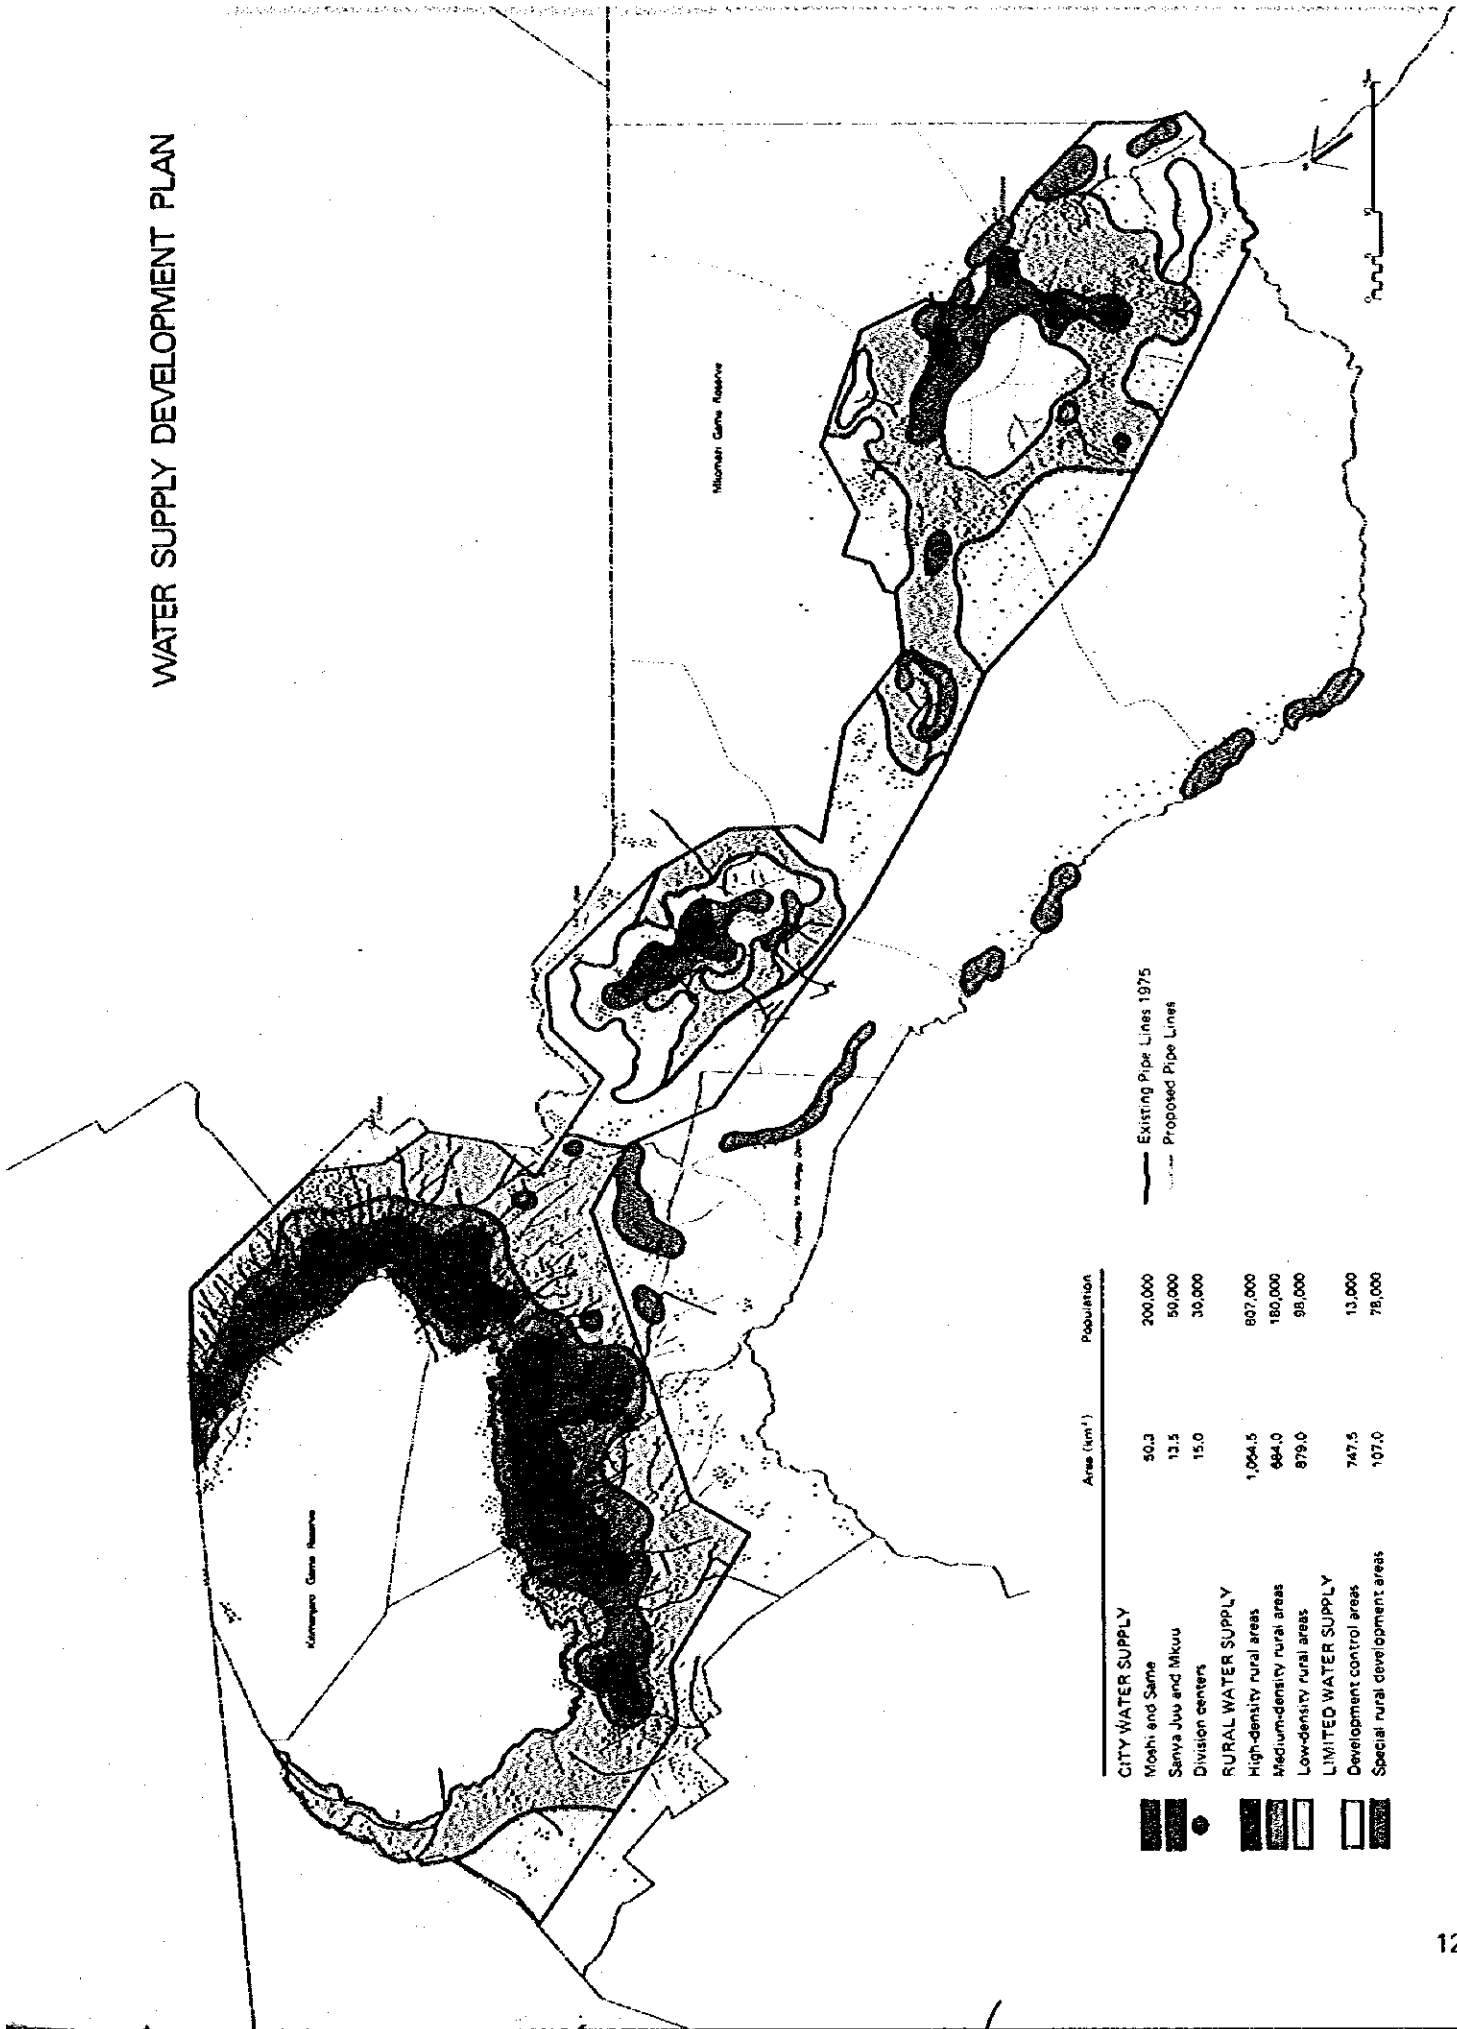 WATER SUPPLY DEVELOPMENT PLAN
Kilimanjaro Game Reserve
Mkomazi Game Reserve
Area (km²) Population
CITY WATER SUPPLY
Moshi and Same 50.3 200,000
Sanya Juu and Mkuu 13.5 50,000
Division centers 15.0 30,000
RURAL WATER SUPPLY
High-density rural areas 1,064.5 807,000
Medium-density rural areas 684.0 180,000
Low-density rural areas 879.0 98,000
LIMITED WATER SUPPLY
Development control areas 747.5 13,000
Special rural development areas 107.0 78,000
Existing Pipe Lines 1975
Proposed Pipe Lines
12